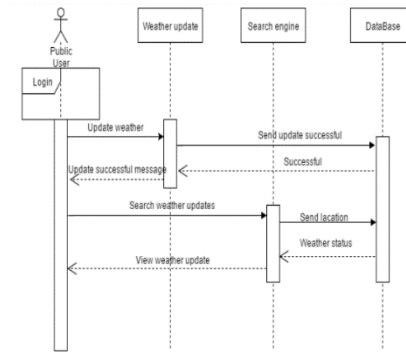 Weather update
Search engine
DataBase
Public
User
Login
Update weather
Send update successful
Successful
Update successful message
Search weather updates
Send lacation
Weather status
View weather update